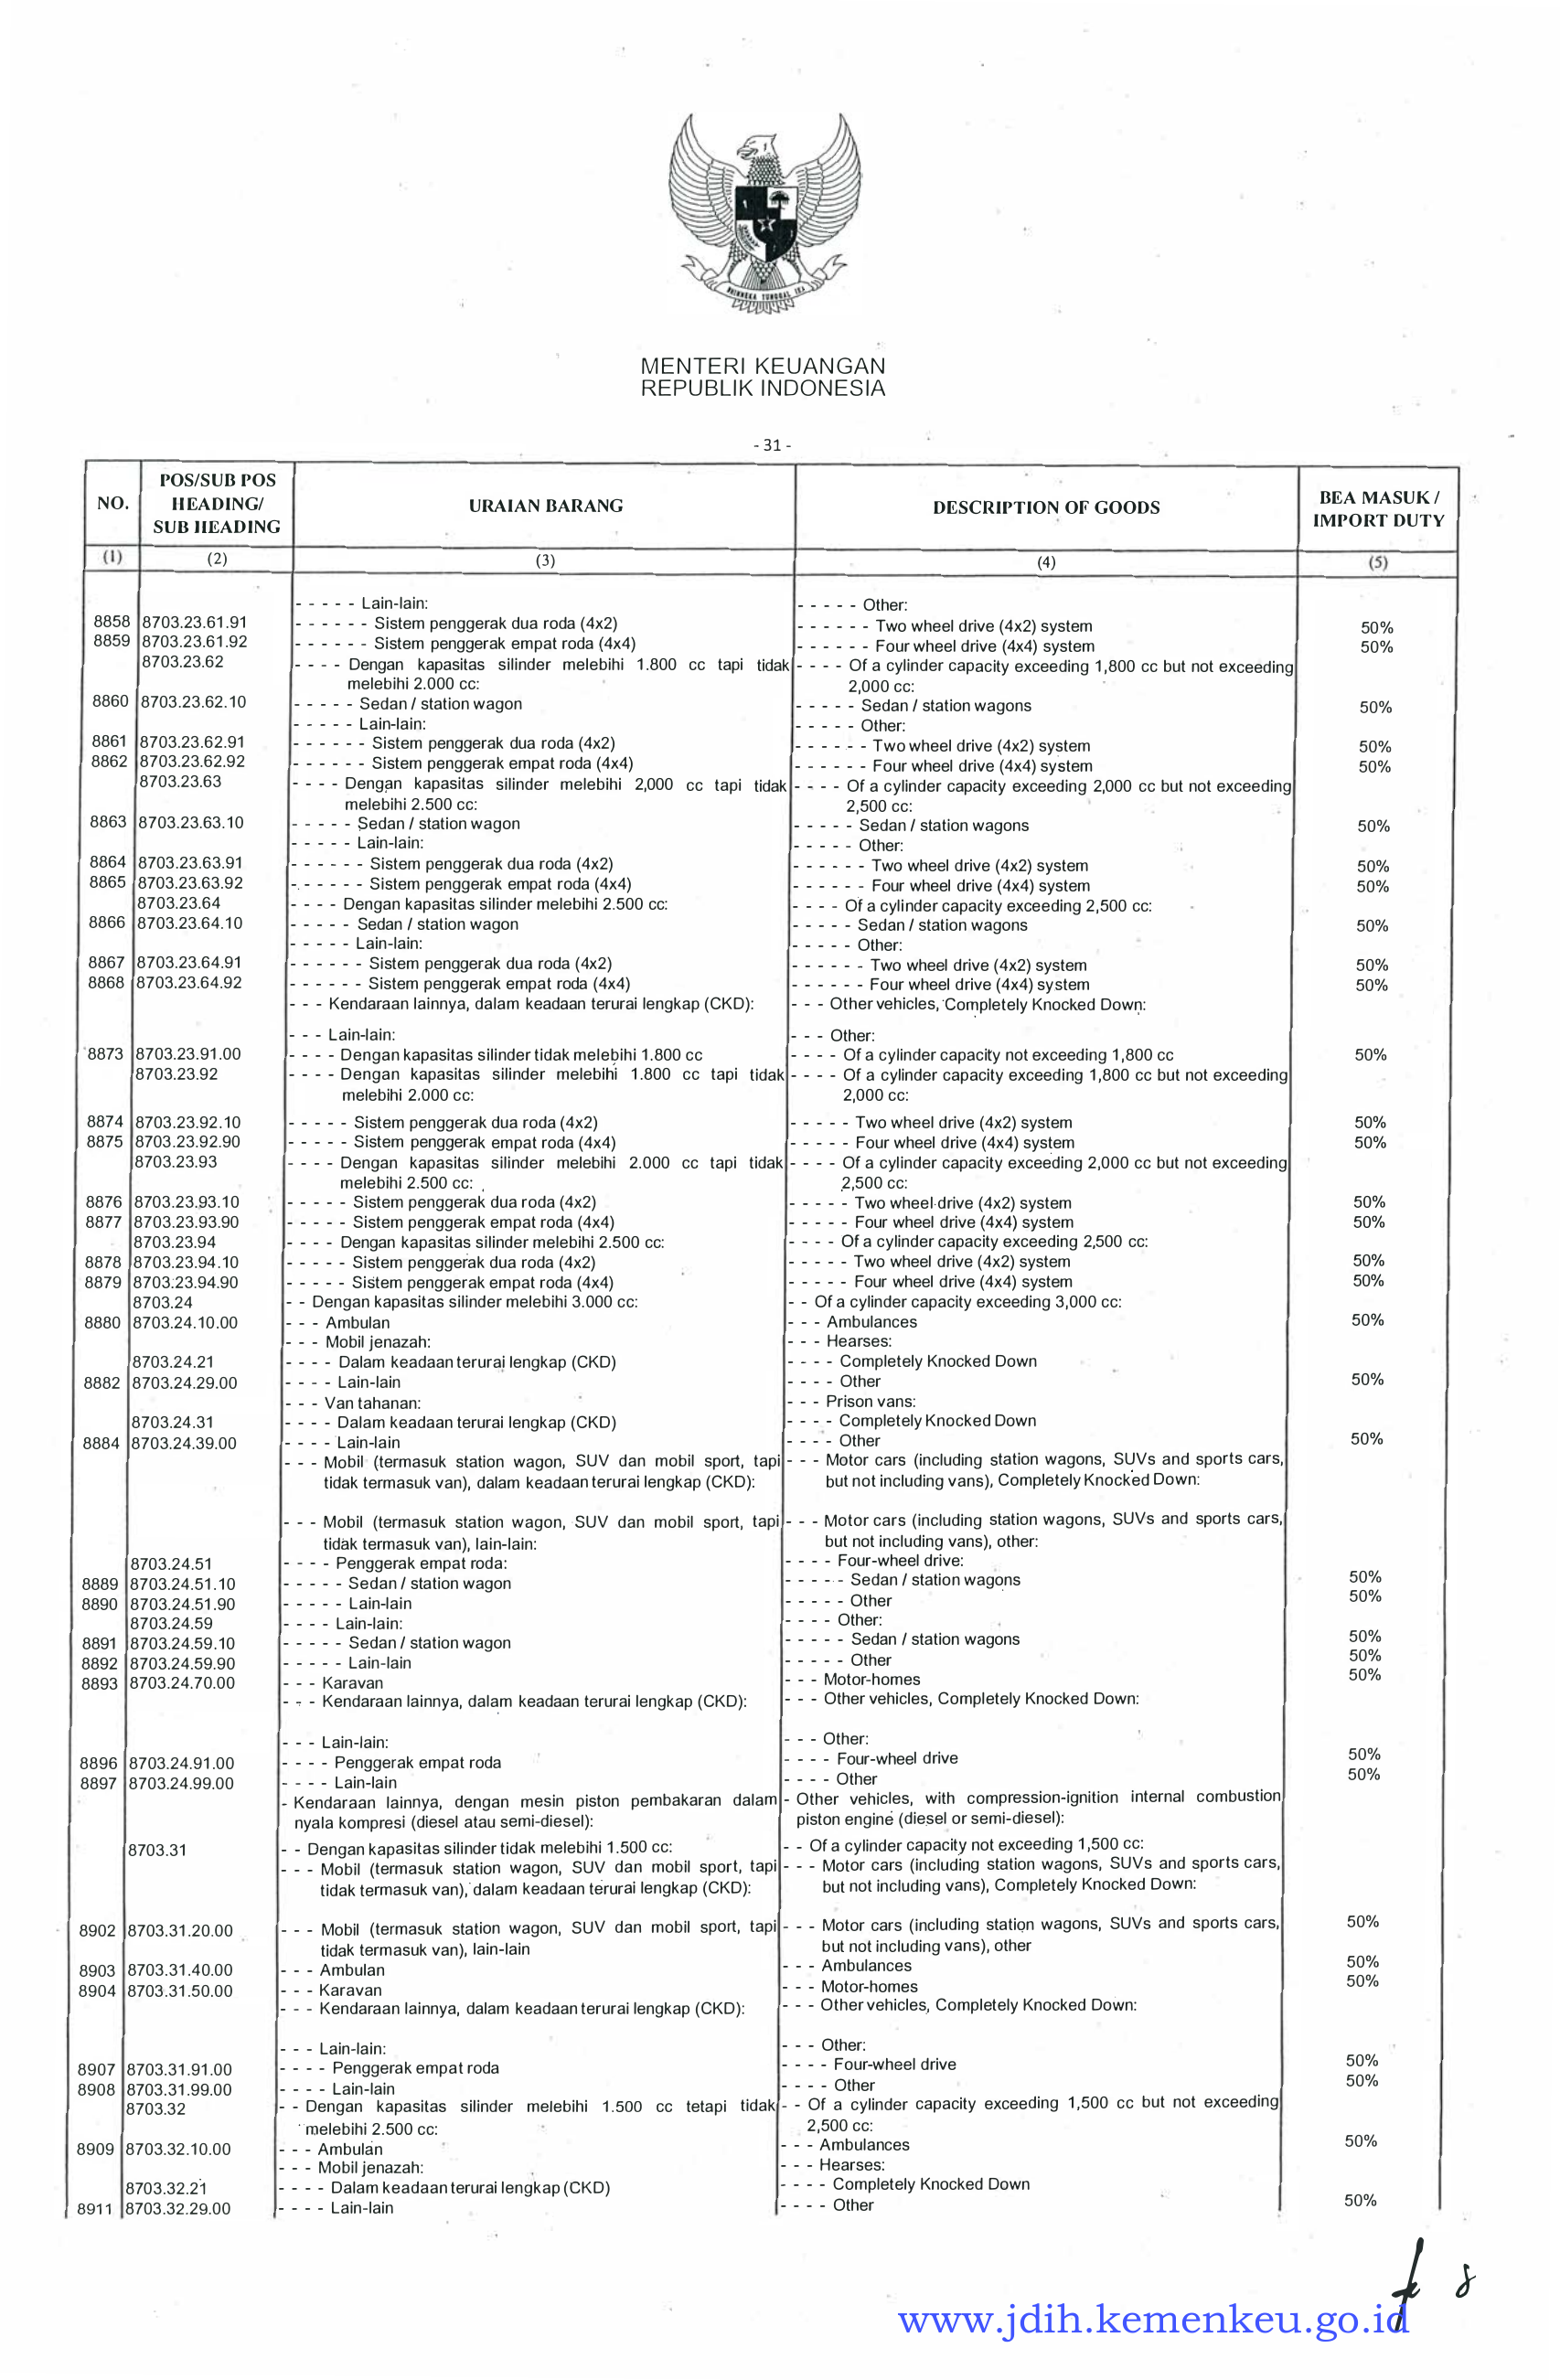 BHINNEKA TUNGGAL IKA
MENTERI KEUANGAN
REPUBLIK INDONESIA
- 31 -
NO. POS/SUB POS HEADING/ SUB HEADING URAIAN BARANG DESCRIPTION OF GOODS BEA MASUK / IMPORT DUTY
(1) (2) (3) (4) (5)
- - - - - Lain-lain: - - - - - Other:
8858 8703.23.61.91 - - - - - - Sistem penggerak dua roda (4x2) - - - - - - Two wheel drive (4x2) system 50%
8859 8703.23.61.92 - - - - - - Sistem penggerak empat roda (4x4) - - - - - - Four wheel drive (4x4) system 50%
8703.23.62 - - - - Dengan kapasitas silinder melebihi 1.800 cc tapi tidak - - - - Of a cylinder capacity exceeding 1,800 cc but not exceeding
melebihi 2.000 cc: 2,000 cc:
8860 8703.23.62.10 - - - - - Sedan / station wagon - - - - - Sedan / station wagons 50%
- - - - - Lain-lain: - - - - - Other:
8861 8703.23.62.91 - - - - - - Sistem penggerak dua roda (4x2) - - - - - - Two wheel drive (4x2) system 50%
8862 8703.23.62.92 - - - - - - Sistem penggerak empat roda (4x4) - - - - - - Four wheel drive (4x4) system 50%
8703.23.63 - - - - Dengan kapasitas silinder melebihi 2,000 cc tapi tidak - - - - Of a cylinder capacity exceeding 2,000 cc but not exceeding
melebihi 2.500 cc: 2,500 cc:
8863 8703.23.63.10 - - - - - Sedan / station wagon - - - - - Sedan / station wagons 50%
- - - - - Lain-lain: - - - - - Other:
8864 8703.23.63.91 - - - - - - Sistem penggerak dua roda (4x2) - - - - - - Two wheel drive (4x2) system 50%
8865 8703.23.63.92 - - - - - - Sistem penggerak empat roda (4x4) - - - - - - Four wheel drive (4x4) system 50%
8703.23.64 - - - - Dengan kapasitas silinder melebihi 2.500 cc: - - - - Of a cylinder capacity exceeding 2,500 cc:
8866 8703.23.64.10 - - - - - Sedan / station wagon - - - - - Sedan / station wagons 50%
- - - - - Lain-lain: - - - - - Other:
8867 8703.23.64.91 - - - - - - Sistem penggerak dua roda (4x2) - - - - - - Two wheel drive (4x2) system 50%
8868 8703.23.64.92 - - - - - - Sistem penggerak empat roda (4x4) - - - - - - Four wheel drive (4x4) system 50%
- - - Kendaraan lainnya, dalam keadaan terurai lengkap (CKD): - - - Other vehicles, Completely Knocked Down:
- - - Lain-lain: - - - Other:
8873 8703.23.91.00 - - - - Dengan kapasitas silinder tidak melebihi 1.800 cc - - - - Of a cylinder capacity not exceeding 1,800 cc 50%
8703.23.92 - - - - Dengan kapasitas silinder melebihi 1.800 cc tapi tidak - - - - Of a cylinder capacity exceeding 1,800 cc but not exceeding
melebihi 2.000 cc: 2,000 cc:
8874 8703.23.92.10 - - - - - Sistem penggerak dua roda (4x2) - - - - - Two wheel drive (4x2) system 50%
8875 8703.23.92.90 - - - - - Sistem penggerak empat roda (4x4) - - - - - Four wheel drive (4x4) system 50%
8703.23.93 - - - - Dengan kapasitas silinder melebihi 2.000 cc tapi tidak - - - - Of a cylinder capacity exceeding 2,000 cc but not exceeding
melebihi 2.500 cc: 2,500 cc:
8876 8703.23.93.10 - - - - - Sistem penggerak dua roda (4x2) - - - - - Two wheel drive (4x2) system 50%
8877 8703.23.93.90 - - - - - Sistem penggerak empat roda (4x4) - - - - - Four wheel drive (4x4) system 50%
8703.23.94 - - - - Dengan kapasitas silinder melebihi 2.500 cc: - - - - Of a cylinder capacity exceeding 2,500 cc:
8878 8703.23.94.10 - - - - - Sistem penggerak dua roda (4x2) - - - - - Two wheel drive (4x2) system 50%
8879 8703.23.94.90 - - - - - Sistem penggerak empat roda (4x4) - - - - - Four wheel drive (4x4) system 50%
8703.24 - - Dengan kapasitas silinder melebihi 3.000 cc: - - Of a cylinder capacity exceeding 3,000 cc:
8880 8703.24.10.00 - - - Ambulan - - - Ambulances 50%
- - - Mobil jenazah: - - - Hearses:
8703.24.21 - - - - Dalam keadaan terurai lengkap (CKD) - - - - Completely Knocked Down
8882 8703.24.29.00 - - - - Lain-lain - - - - Other 50%
- - - Van tahanan: - - - Prison vans:
8703.24.31 - - - - Dalam keadaan terurai lengkap (CKD) - - - - Completely Knocked Down
8884 8703.24.39.00 - - - - Lain-lain - - - - Other 50%
- - - Mobil (termasuk station wagon, SUV dan mobil sport, tapi - - - Motor cars (including station wagons, SUVs and sports cars,
tidak termasuk van), dalam keadaan terurai lengkap (CKD): but not including vans), Completely Knocked Down:
- - - Mobil (termasuk station wagon, SUV dan mobil sport, tapi - - - Motor cars (including station wagons, SUVs and sports cars,
tidak termasuk van), lain-lain: but not including vans), other:
8703.24.51 - - - - Penggerak empat roda: - - - - Four-wheel drive:
8889 8703.24.51.10 - - - - - Sedan / station wagon - - - - - Sedan / station wagons 50%
8890 8703.24.51.90 - - - - - Lain-lain - - - - - Other 50%
8703.24.59 - - - - Lain-lain: - - - - Other:
8891 8703.24.59.10 - - - - - Sedan / station wagon - - - - - Sedan / station wagons 50%
8892 8703.24.59.90 - - - - - Lain-lain - - - - - Other 50%
8893 8703.24.70.00 - - - Karavan - - - Motor-homes 50%
- - - Kendaraan lainnya, dalam keadaan terurai lengkap (CKD): - - - Other vehicles, Completely Knocked Down:
- - - Lain-lain: - - - Other:
8896 8703.24.91.00 - - - - Penggerak empat roda - - - - Four-wheel drive 50%
8897 8703.24.99.00 - - - - Lain-lain - - - - Other 50%
- Kendaraan lainnya, dengan mesin piston pembakaran dalam - Other vehicles, with compression-ignition internal combustion
nyala kompresi (diesel atau semi-diesel): piston engine (diesel or semi-diesel):
8703.31 - - Dengan kapasitas silinder tidak melebihi 1.500 cc: - - Of a cylinder capacity not exceeding 1,500 cc:
- - - Mobil (termasuk station wagon, SUV dan mobil sport, tapi - - - Motor cars (including station wagons, SUVs and sports cars,
tidak termasuk van), dalam keadaan terurai lengkap (CKD): but not including vans), Completely Knocked Down:
8902 8703.31.20.00 - - - Mobil (termasuk station wagon, SUV dan mobil sport, tapi - - - Motor cars (including station wagons, SUVs and sports cars, 50%
tidak termasuk van), lain-lain but not including vans), other
8903 8703.31.40.00 - - - Ambulan - - - Ambulances 50%
8904 8703.31.50.00 - - - Karavan - - - Motor-homes 50%
- - - Kendaraan lainnya, dalam keadaan terurai lengkap (CKD): - - - Other vehicles, Completely Knocked Down:
- - - Lain-lain: - - - Other:
8907 8703.31.91.00 - - - - Penggerak empat roda - - - - Four-wheel drive 50%
8908 8703.31.99.00 - - - - Lain-lain - - - - Other 50%
8703.32 - - Dengan kapasitas silinder melebihi 1.500 cc tetapi tidak - - Of a cylinder capacity exceeding 1,500 cc but not exceeding
melebihi 2.500 cc: 2,500 cc:
8909 8703.32.10.00 - - - Ambulan - - - Ambulances 50%
- - - Mobil jenazah: - - - Hearses:
8703.32.21 - - - - Dalam keadaan terurai lengkap (CKD) - - - - Completely Knocked Down
8911 8703.32.29.00 - - - - Lain-lain - - - - Other 50%
www.jdih.kemenkeu.go.id